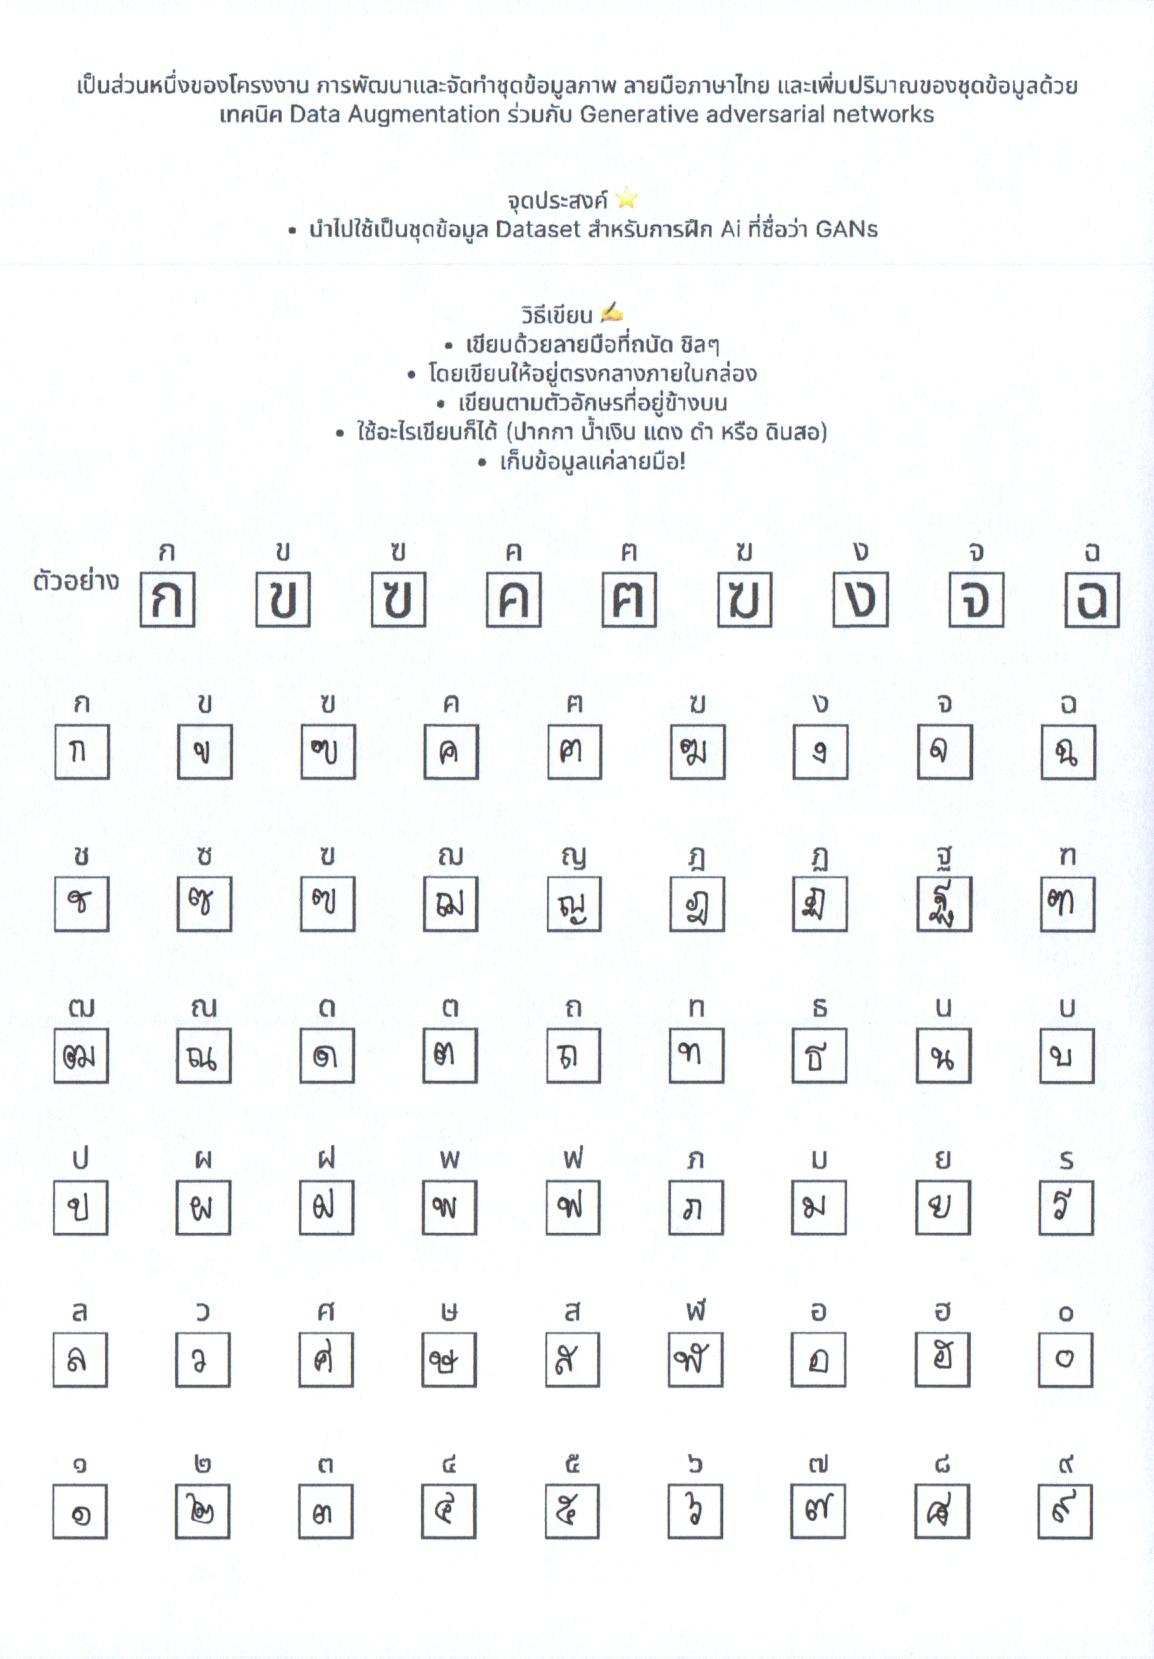 เป็นส่วนหนึ่งของโครงงาน การพัฒนาและจัดทำชุดข้อมูลภาพ ลายมือภาษาไทย และเพิ่มปริมาณของชุดข้อมูลด้วย
เทคนิค Data Augmentation ร่วมกับ Generative adversarial networks
จุดประสงค์ ⭐
• นำไปใช้เป็นชุดข้อมูล Dataset สำหรับการฝึก Ai ที่ชื่อว่า GANs
วิธีเขียน ✍️
• เขียนด้วยลายมือที่ถนัด ชิลๆ
• โดยเขียนให้อยู่ตรงกลางภายในกล่อง
• เขียนตามตัวอักษรที่อยู่ข้างบน
• ใช้อะไรเขียนก็ได้ (ปากกา น้ำเงิน แดง ดำ หรือ ดินสอ)
• เก็บข้อมูลแค่ลายมือ!
ก ข ฃ ค ฅ ฆ ง จ ฉ
ตัวอย่าง ก ข ฃ ค ฅ ฆ ง จ ฉ
ก ข ฃ ค ฅ ฆ ง จ ฉ
ก ข ฃ ค ฅ ฆ ง จ ฉ
ช ซ ฃ ฌ ญ ฎ ฏ ฐ ฑ
ช ซ ฃ ฌ ญ ฎ ฏ ฐ ฑ
ฒ ณ ด ต ถ ท ธ น บ
ฒ ณ ด ต ถ ท ธ น บ
ป ผ ฝ พ ฟ ภ ม ย ร
ป ผ ฝ พ ฟ ภ ม ย ร
ล ว ศ ษ ส ฬ อ ฮ ๐
ล ว ศ ษ ส ฬ อ ฮ ๐
๑ ๒ ๓ ๔ ๕ ๖ ๗ ๘ ๙
๑ ๒ ๓ ๔ ๕ ๖ ๗ ๘ ๙